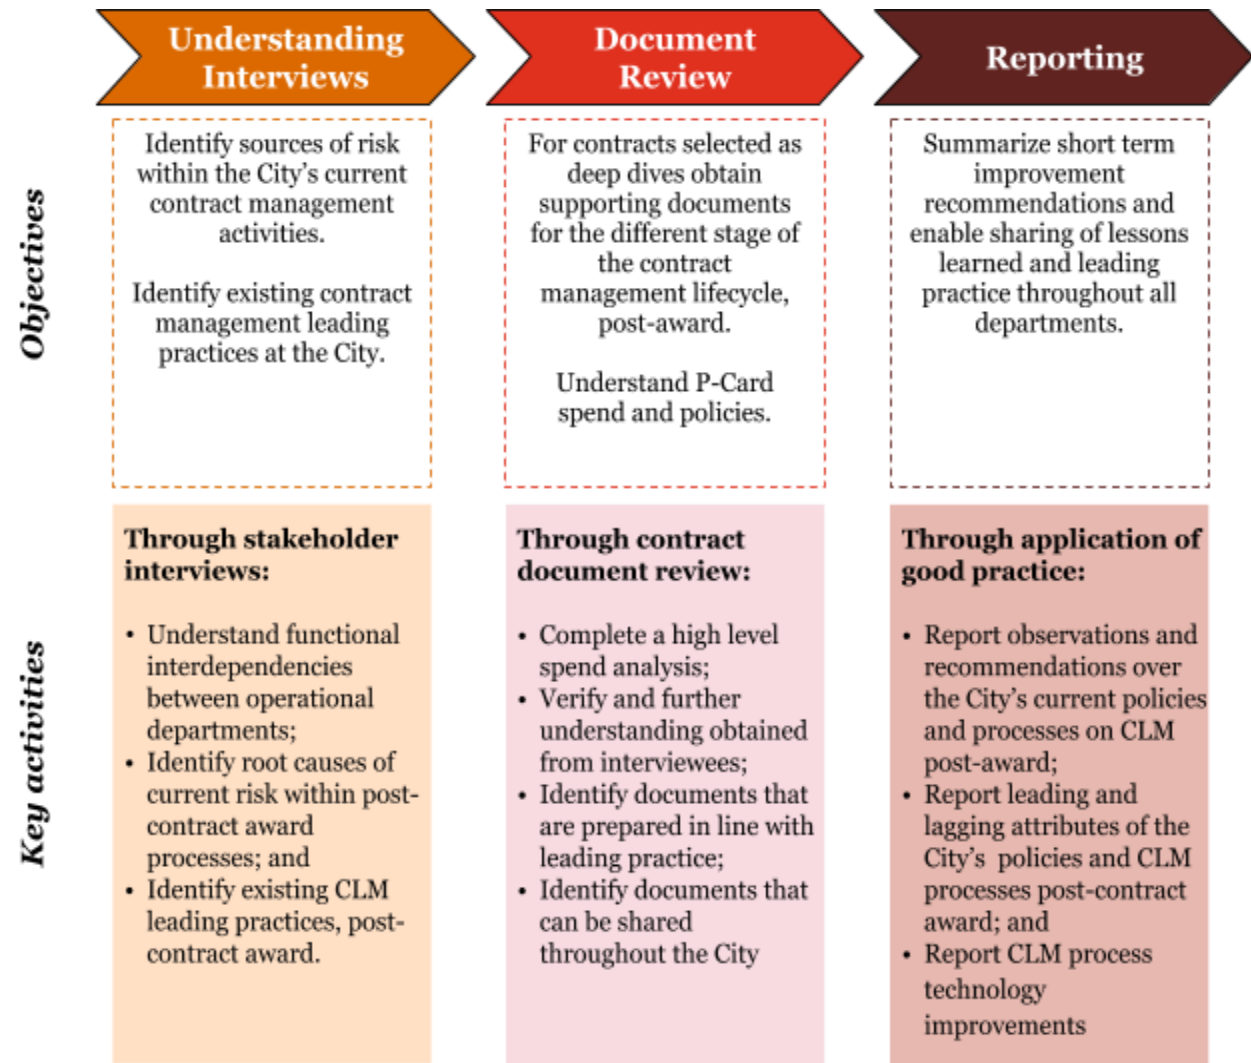 Understanding
Interviews
Document
Review
Reporting
Objectives
Identify sources of risk
within the City's current
contract management
activities.
Identify existing contract
management leading
practices at the City.
For contracts selected as
deep dives obtain
supporting documents
for the different stage of
the contract
management lifecycle,
post-award.
Understand P-Card
spend and policies.
Summarize short term
improvement
recommendations and
enable sharing of lessons
learned and leading
practice throughout all
departments.
Key activities
Through stakeholder
interviews:
• Understand functional
interdependencies
between operational
departments;
• Identify root causes of
current risk within post-
contract award
processes; and
• Identify existing CLM
leading practices, post-
contract award.
Through contract
document review:
• Complete a high level
spend analysis;
• Verify and further
understanding obtained
from interviewees;
• Identify documents that
are prepared in line with
leading practice;
• Identify documents that
can be shared
throughout the City
Through application of
good practice:
• Report observations and
recommendations over
the City's current policies
and processes on CLM
post-award;
• Report leading and
lagging attributes of the
City's  policies and CLM
processes post-contract
award; and
• Report CLM process
technology
improvements